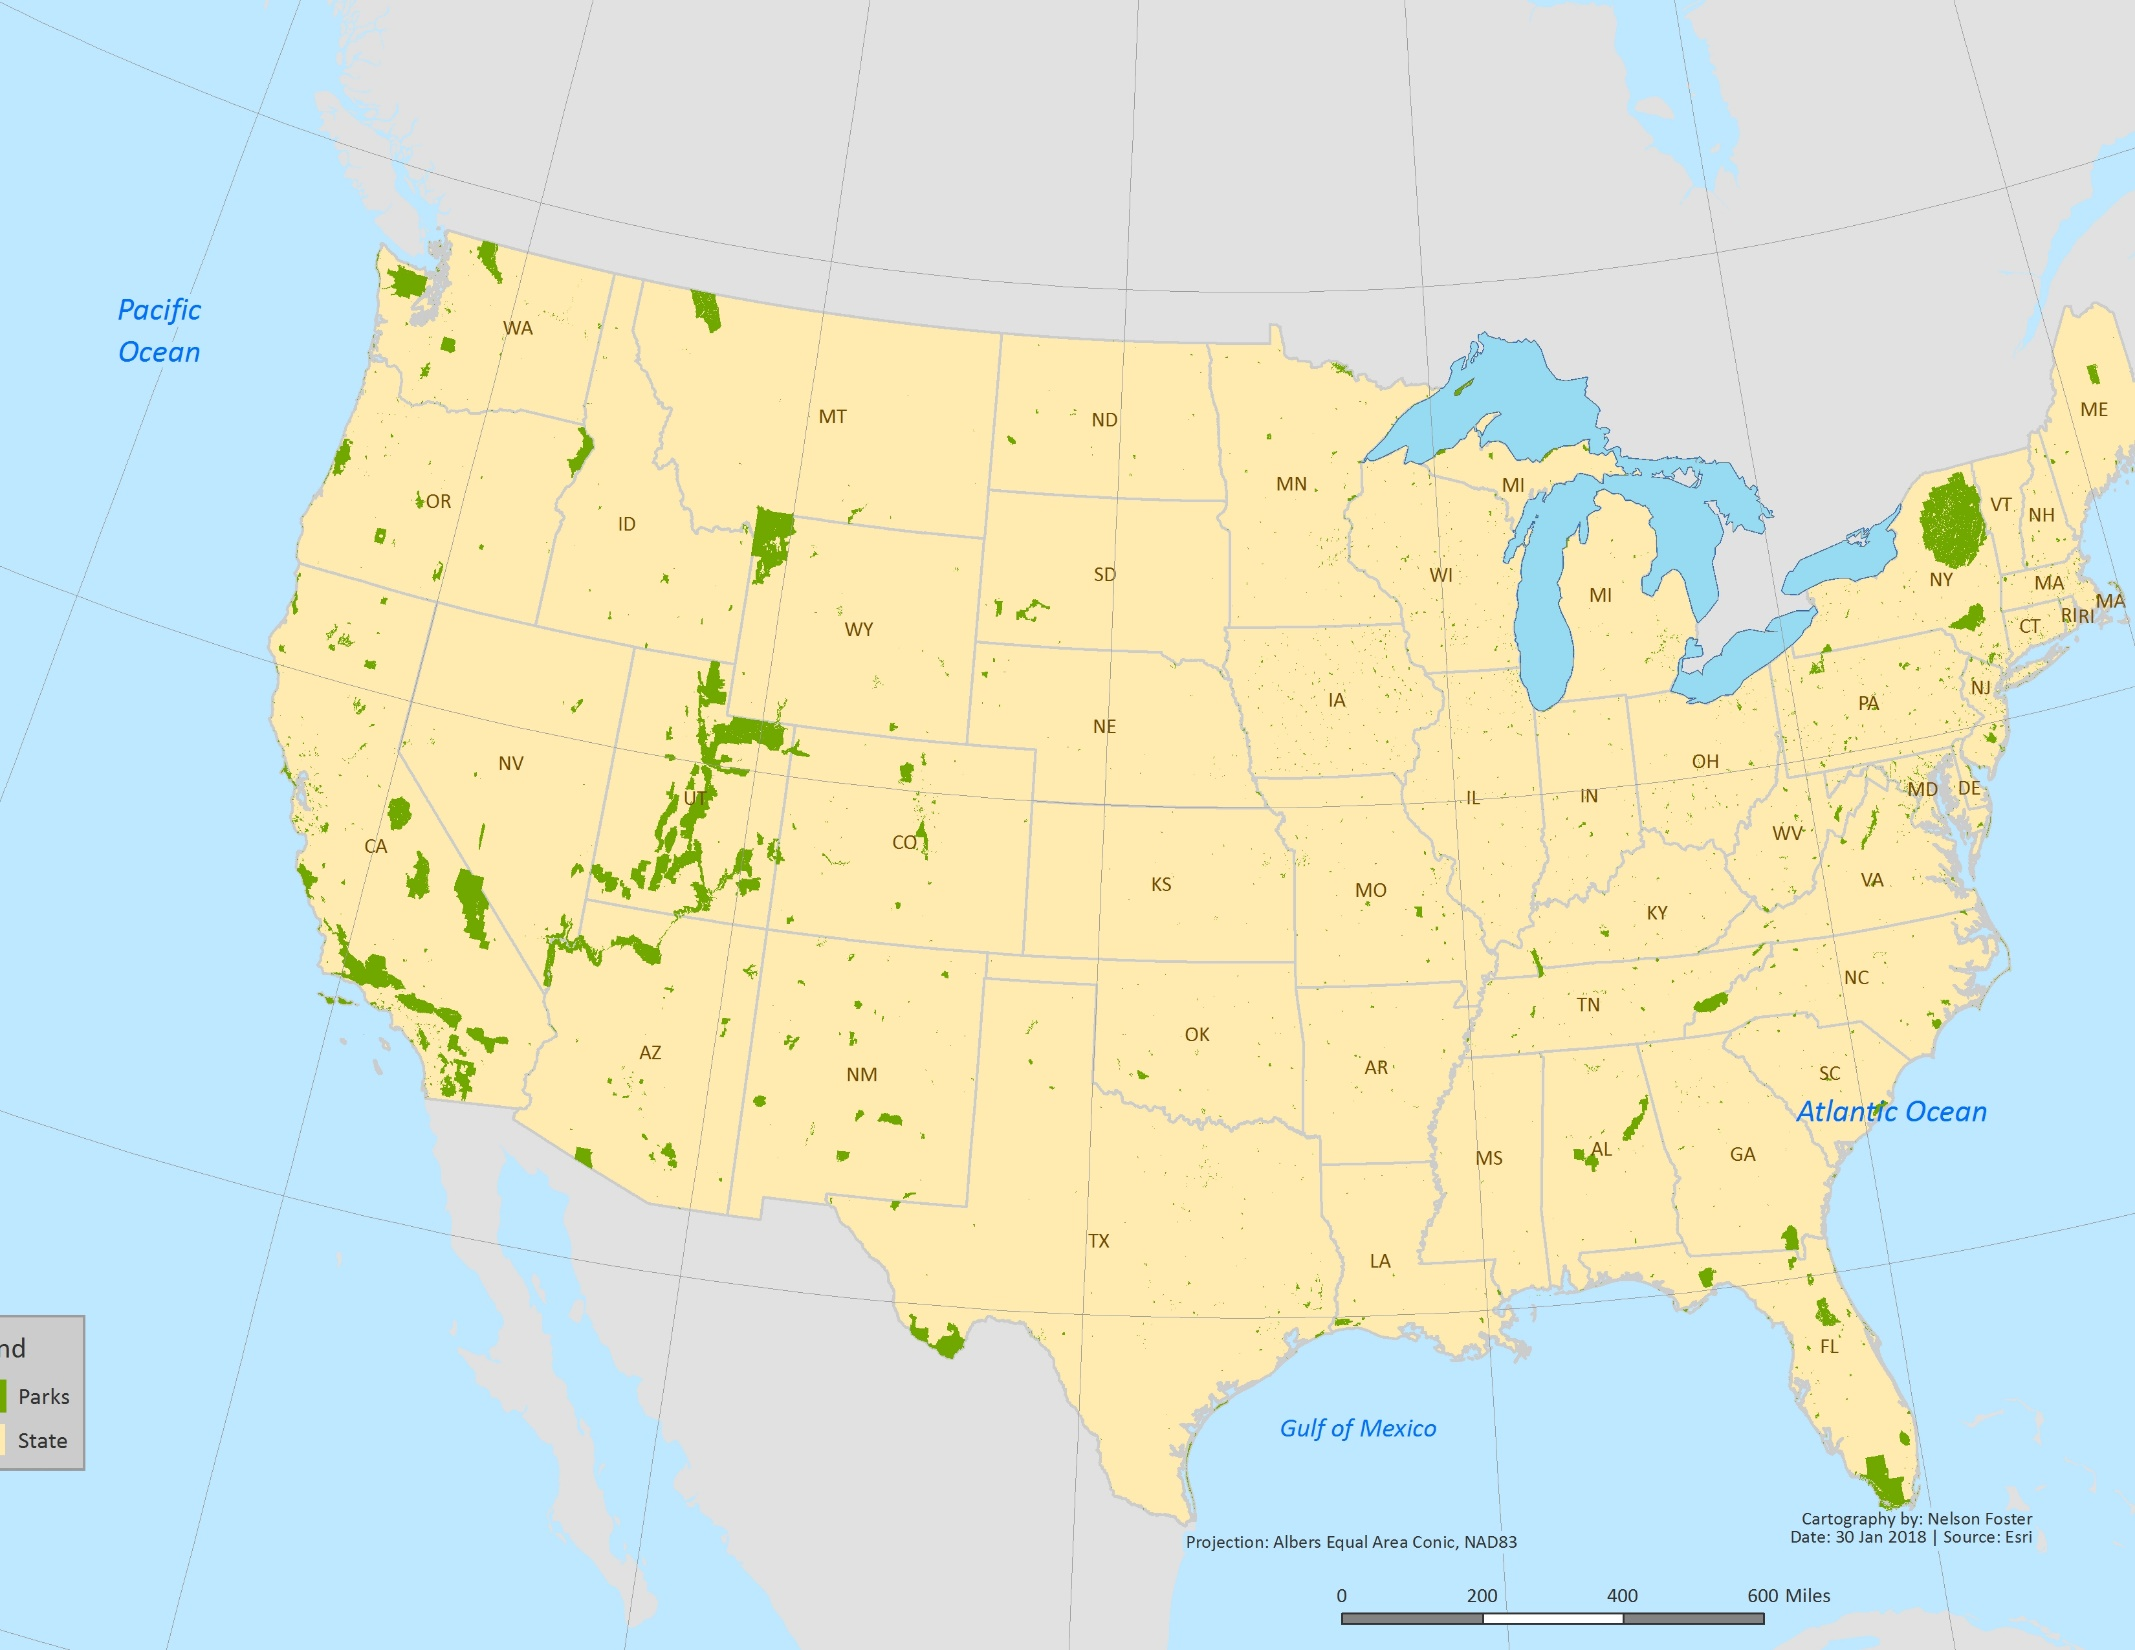 Pacific
Ocean
WA
MT
ND
ME
OR
ID
MN
MI
VT
NH
SD
WI
MI
NY
MA
MA
RI
RI
CT
WY
IA
NJ
NE
PA
NV
OH
UT
IL
IN
MD
DE
CA
CO
WV
KS
MO
VA
KY
NC
TN
OK
AZ
AR
NM
SC
Atlantic Ocean
MS
AL
GA
TX
LA
FL
nd
Parks
State
Gulf of Mexico
Cartography by: Nelson Foster
Projection: Albers Equal Area Conic, NAD83
Date: 30 Jan 2018 | Source: Esri
0 200 400 600 Miles